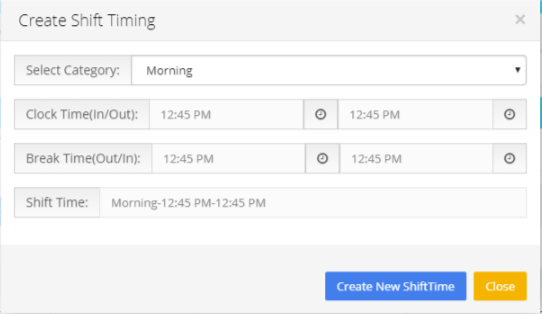 Create Shift Timing ×
Select Category: Morning
Clock Time(In/Out): 12:45 PM 12:45 PM
Break Time(Out/In): 12:45 PM 12:45 PM
Shift Time: Morning-12:45 PM-12:45 PM
Create New ShiftTime Close